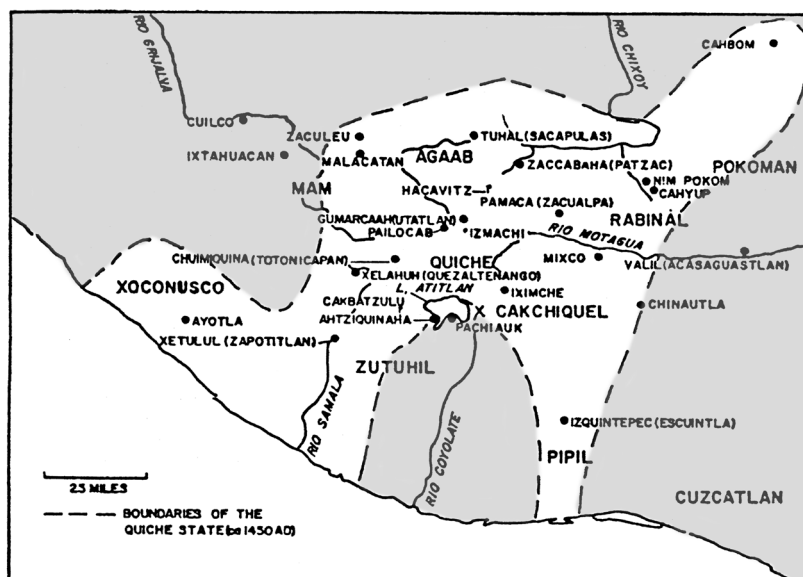 RIO GRIJALVA
RIO CHIXOY
CAHBOM
CUILCO
ZACULEU
TUHAL (SACAPULAS)
IXTAHUACAN
MALACATAN
AGAAB
ZACCABAHA (PATZAC)
POKOMAN
MAM
HACAVITZ
NIM POKOM
CAHYUP
PAMACA (ZACUALPA)
RABINAL
GUMARCAAH (UTATLAN)
PAILOCAB
IZMACHI
RIO MOTAGUA
CHUIMIQUINA (TOTONICAPAN)
QUICHE
MIXCO
VALIL (ACASAGUASTLAN)
XELAHUH (QUEZALTENANGO)
XOCONUSCO
L. ATITLAN
IXIMCHE
CAKBATZULU
X CAKCHIQUEL
CHINAUTLA
AYOTLA
AHTZIQUINAHA
PACHIAUK
XETULUL (ZAPOTITLAN)
ZUTUHIL
RIO SAMALA
RIO COYOLATE
IZQUINTEPEC (ESCUINTLA)
PIPIL
25 MILES
CUZCATLAN
BOUNDARIES OF THE
QUICHE STATE (ca 1450 AD)